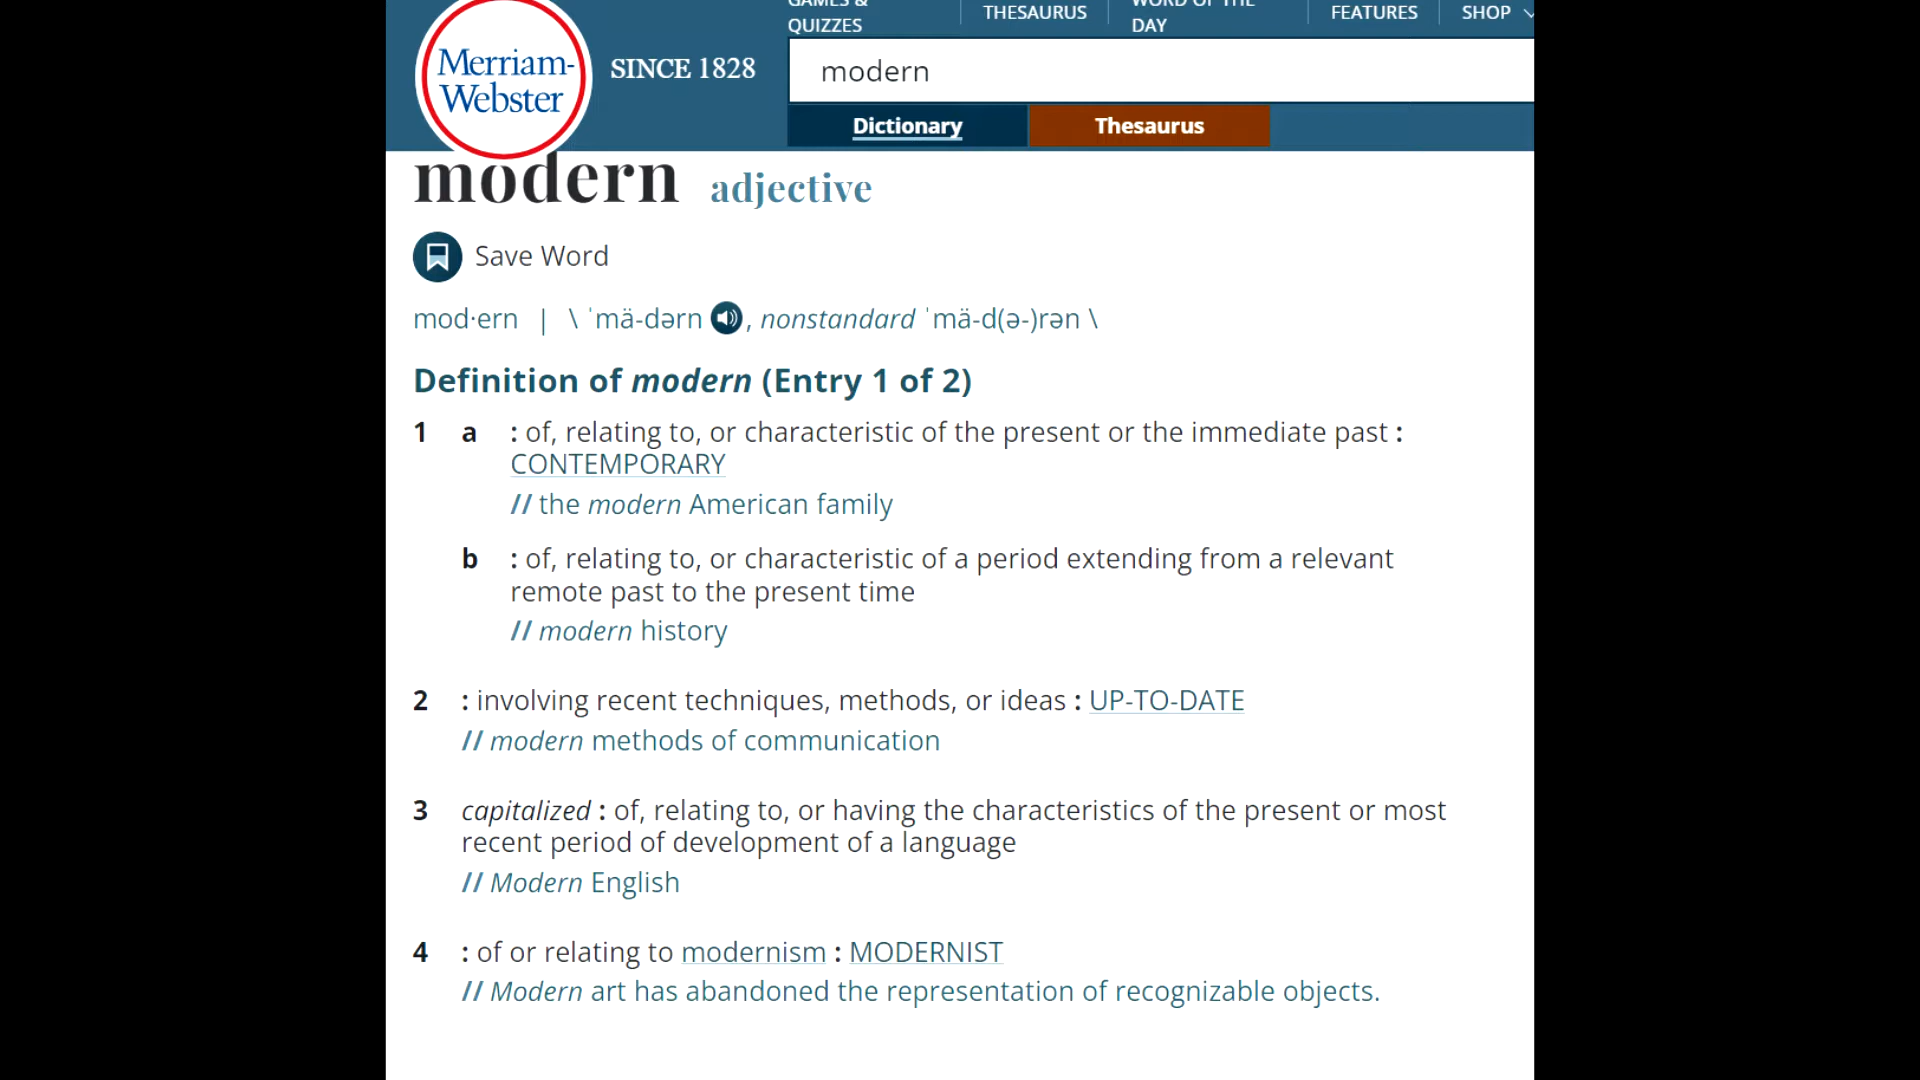 GAMES &
QUIZZES
THESAURUS
WORD OF THE
DAY
FEATURES
SHOP
Merriam-
Webster
SINCE 1828
modern
Dictionary
Thesaurus
modern adjective
Save Word
mod·ern | \ ˈmä-dərn , nonstandard ˈmä-d(ə-)rən \
Definition of modern (Entry 1 of 2)
1 a : of, relating to, or characteristic of the present or the immediate past :
CONTEMPORARY
// the modern American family
b : of, relating to, or characteristic of a period extending from a relevant
remote past to the present time
// modern history
2 : involving recent techniques, methods, or ideas : UP-TO-DATE
// modern methods of communication
3 capitalized : of, relating to, or having the characteristics of the present or most
recent period of development of a language
// Modern English
4 : of or relating to modernism : MODERNIST
// Modern art has abandoned the representation of recognizable objects.